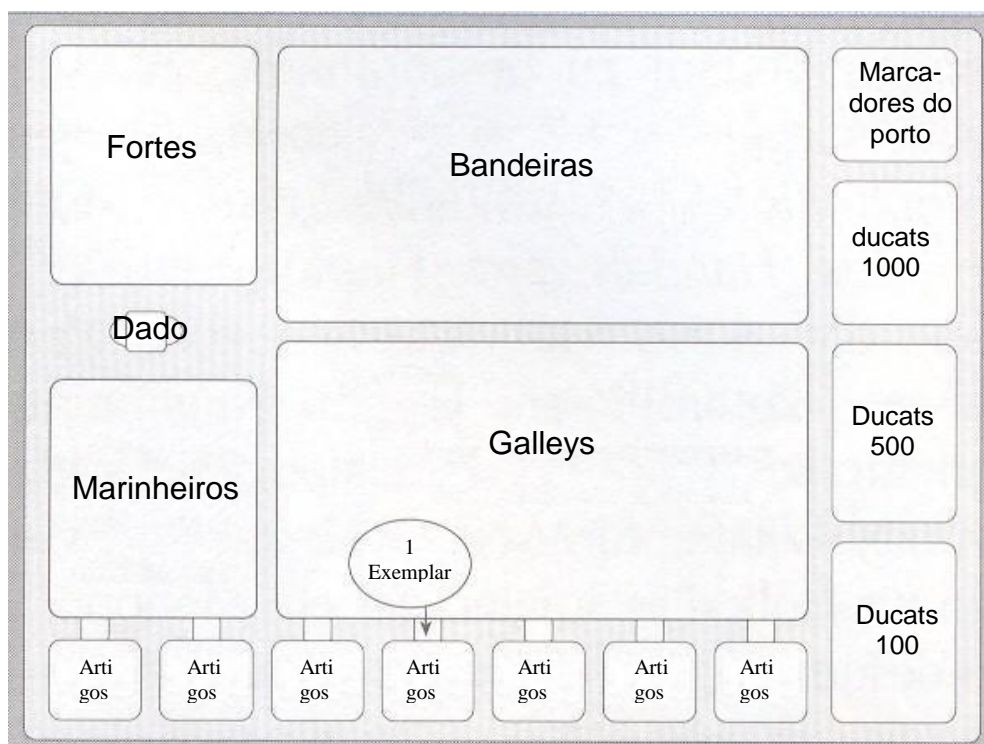 Fortes
Bandeiras
Marca-
dores do
porto
ducats
1000
Dado
Marinheiros
Galleys
1
Exemplar
Ducats
500
Ducats
100
Arti
gos
Arti
gos
Arti
gos
Arti
gos
Arti
gos
Arti
gos
Arti
gos